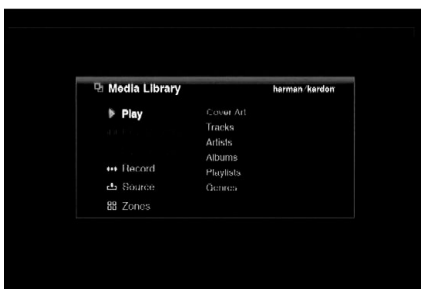 Media Library
harman/kardon
Play
Cover Art
Tracks
Artists
Albums
Playlists
Genres
Record
Source
Zones